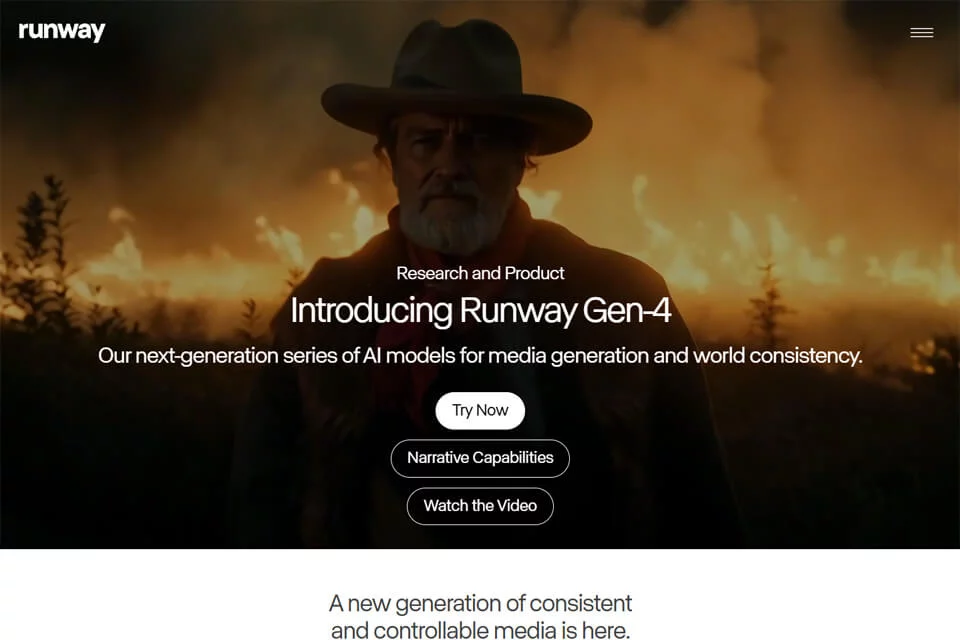 runway
Research and Product
Introducing Runway Gen-4
Our next-generation series of AI models for media generation and world consistency.
Try Now
Narrative Capabilities
Watch the Video
A new generation of consistent
and controllable media is here.